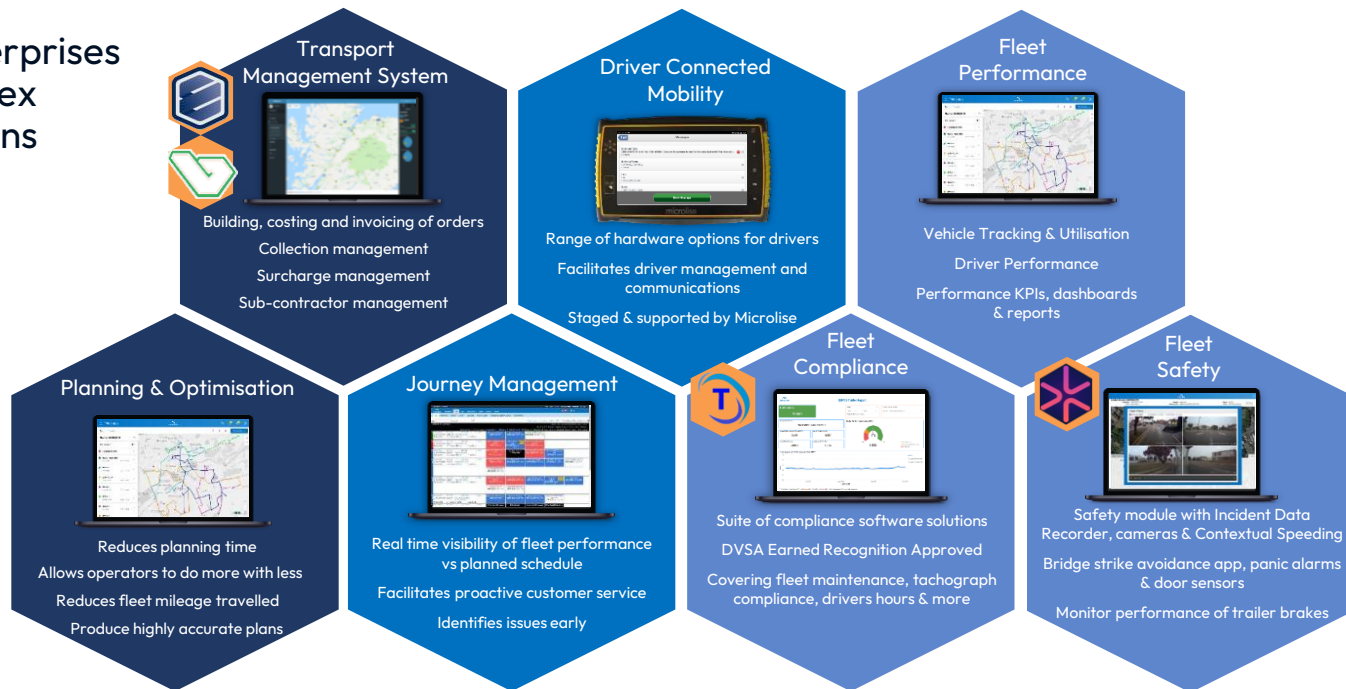 erprises
ex
ns
Transport
Management System
Building, costing and invoicing of orders
Collection management
Surcharge management
Sub-contractor management
Driver Connected
Mobility
microlise
Range of hardware options for drivers
Facilitates driver management and
communications
Staged & supported by Microlise
Fleet
Performance
Vehicle Tracking & Utilisation
Driver Performance
Performance KPIs, dashboards
& reports
Planning & Optimisation
Reduces planning time
Allows operators to do more with less
Reduces fleet mileage travelled
Produce highly accurate plans
Journey Management
Real time visibility of fleet performance
vs planned schedule
Facilitates proactive customer service
Identifies issues early
Fleet
Compliance
T
Suite of compliance software solutions
DVSA Earned Recognition Approved
Covering fleet maintenance, tachograph
compliance, drivers hours & more
Fleet
Safety
Safety module with Incident Data
Recorder, cameras & Contextual Speeding
Bridge strike avoidance app, panic alarms
& door sensors
Monitor performance of trailer brakes